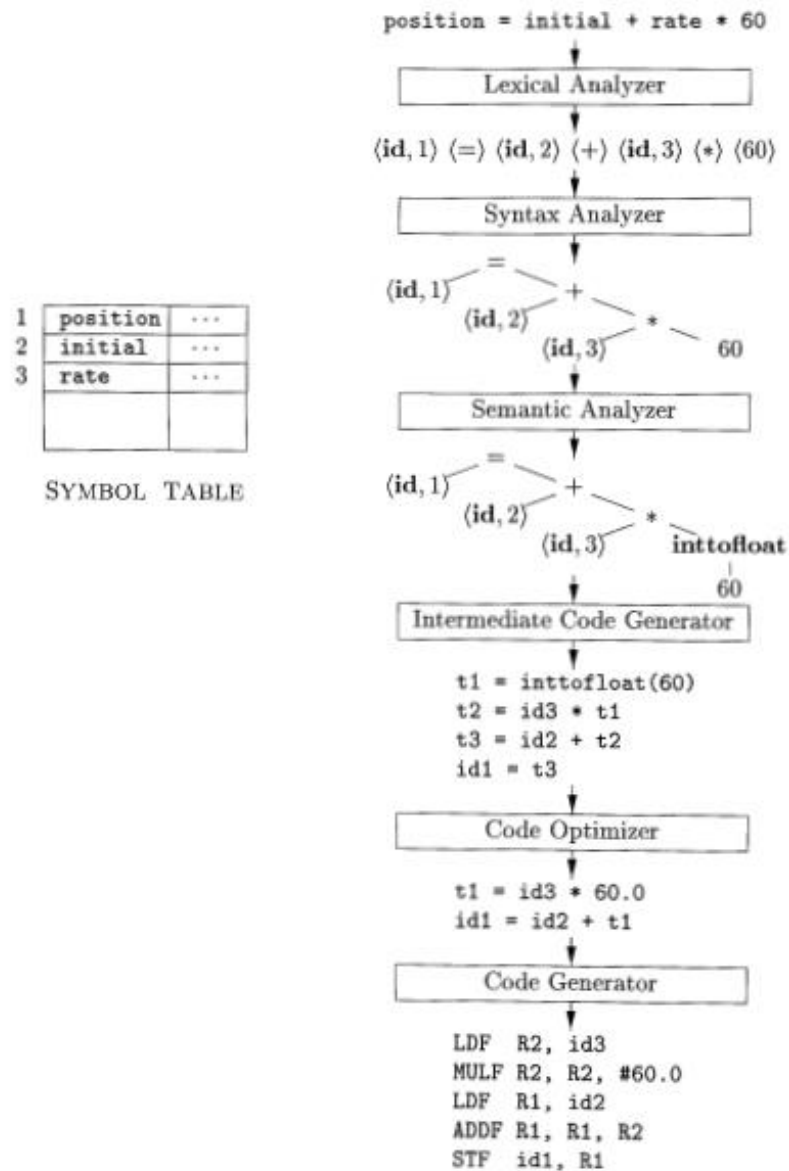 position = initial + rate * 60
Lexical Analyzer
⟨id, 1⟩ ⟨=⟩ ⟨id, 2⟩ ⟨+⟩ ⟨id, 3⟩ ⟨*⟩ ⟨60⟩
Syntax Analyzer
=
⟨id, 1⟩ +
⟨id, 2⟩ *
⟨id, 3⟩ 60
1 position ...
2 initial ...
3 rate ...
SYMBOL TABLE
Semantic Analyzer
=
⟨id, 1⟩ +
⟨id, 2⟩ *
⟨id, 3⟩ inttofloat
60
Intermediate Code Generator
t1 = inttofloat(60)
t2 = id3 * t1
t3 = id2 + t2
id1 = t3
Code Optimizer
t1 = id3 * 60.0
id1 = id2 + t1
Code Generator
LDF R2, id3
MULF R2, R2, #60.0
LDF R1, id2
ADDF R1, R1, R2
STF id1, R1